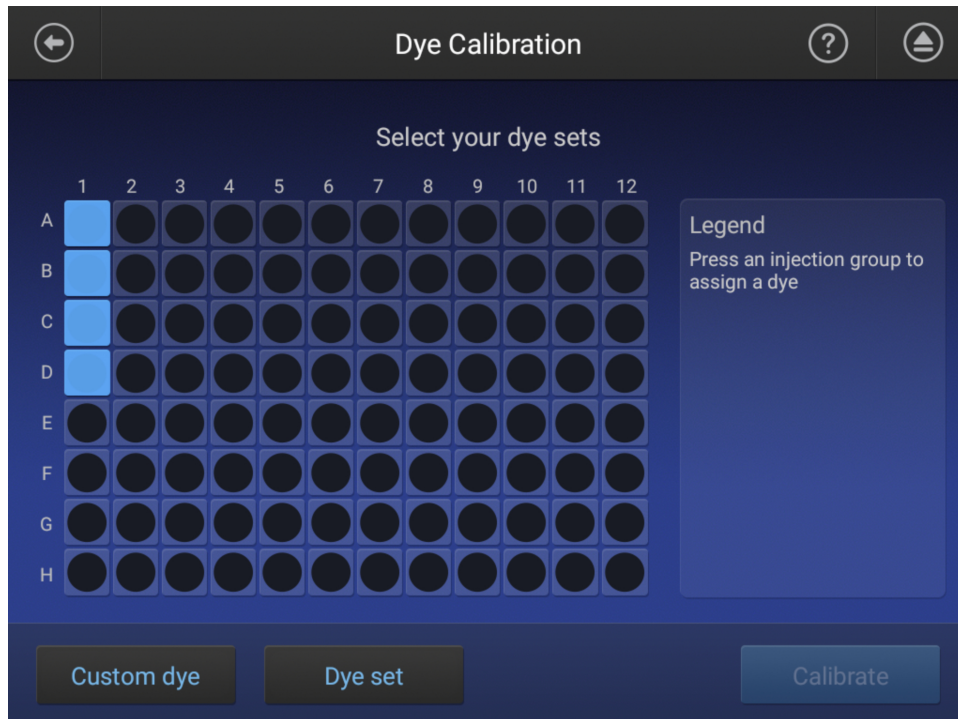 Dye Calibration
?
Select your dye sets
1 2 3 4 5 6 7 8 9 10 11 12
A
B
C
D
E
F
G
H
Legend
Press an injection group to
assign a dye
Custom dye
Dye set
Calibrate